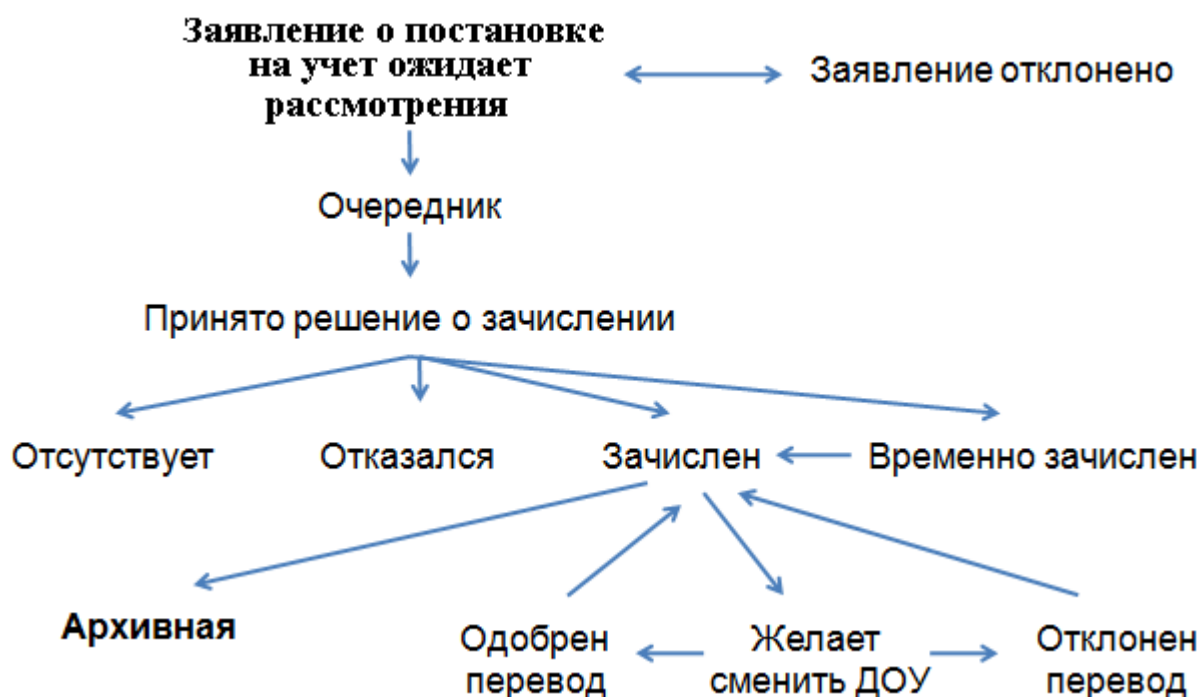 Заявление о постановке
на учет ожидает
рассмотрения
Заявление отклонено
Очередник
Принято решение о зачислении
Отсутствует
Отказался
Зачислен
Временно зачислен
Архивная
Одобрен
перевод
Желает
сменить ДОУ
Отклонен
перевод